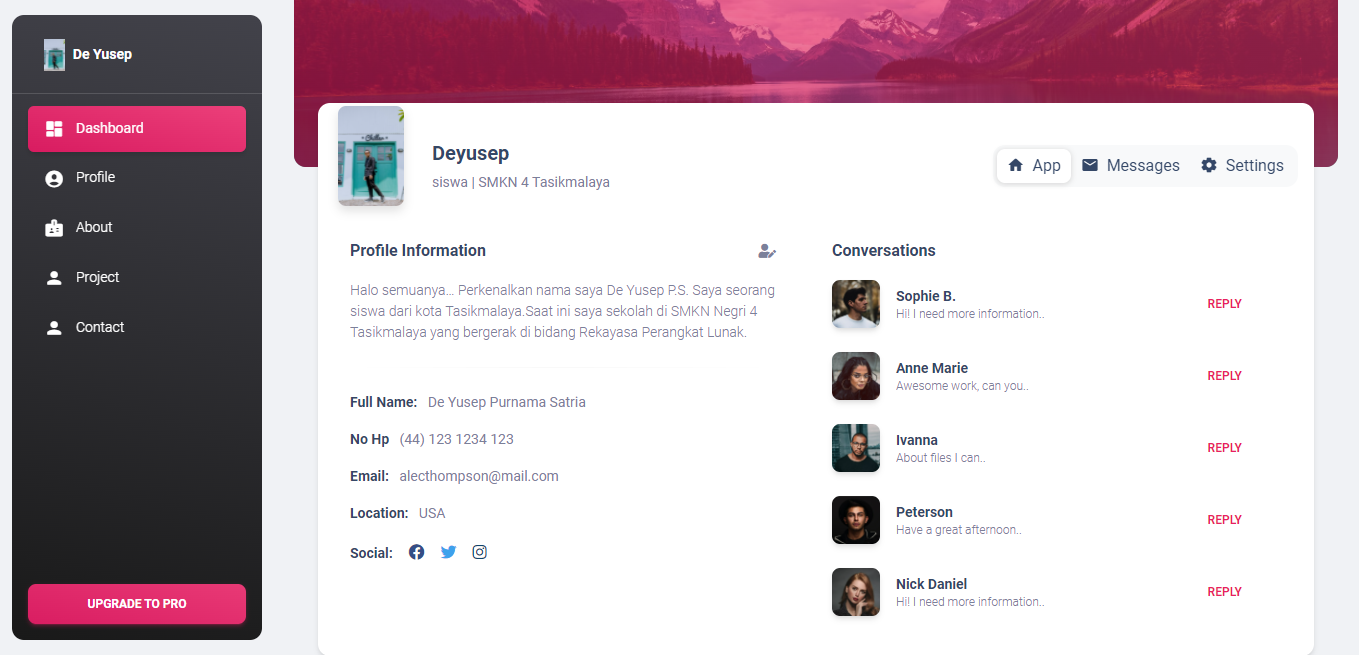 De Yusep
Dashboard
Profile
About
Project
Contact
UPGRADE TO PRO
Deyusep
siswa | SMKN 4 Tasikmalaya
App
Messages
Settings
Profile Information
Halo semuanya... Perkenalkan nama saya De Yusep P.S. Saya seorang
siswa dari kota Tasikmalaya.Saat ini saya sekolah di SMKN Negri 4
Tasikmalaya yang bergerak di bidang Rekayasa Perangkat Lunak.
Full Name: De Yusep Purnama Satria
No Hp (44) 123 1234 123
Email: alecthompson@mail.com
Location: USA
Social:
Conversations
Sophie B.
Hi! I need more information..
REPLY
Anne Marie
Awesome work, can you..
REPLY
Ivanna
About files I can..
REPLY
Peterson
Have a great afternoon..
REPLY
Nick Daniel
Hi! I need more information..
REPLY